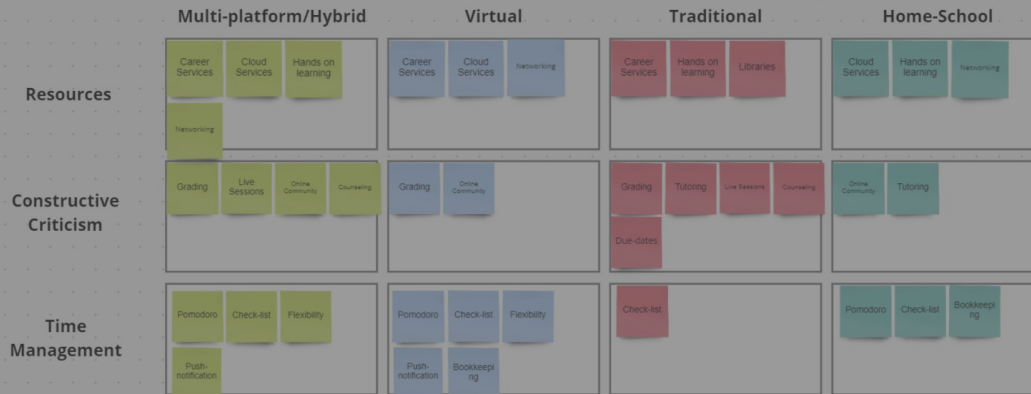 Multi-platform/Hybrid Virtual Traditional Home-School
Resources
Career
Services
Cloud
Services
Hands on
learning
Networking
Career
Services
Cloud
Services
Networking
Career
Services
Hands on
learning
Libraries
Cloud
Services
Hands on
learning
Networking
Constructive
Criticism
Grading
Live
Sessions
Online
Community
Counseling
Grading
Online
Community
Grading
Tutoring
Live Sessions
Counseling
Due-dates
Online
Community
Tutoring
Time
Management
Pomodoro
Check-list
Flexibility
Push-
notification
Pomodoro
Check-list
Flexibility
Push-
notification
Bookkeepi
ng
Check-list
Pomodoro
Check-list
Bookkeepi
ng